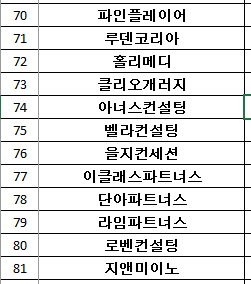 70 파인플레이어
71 루덴코리아
72 홀리메디
73 클리오개러지
74 아너스컨설팅
75 벨라컨설팅
76 을지컨세션
77 이클래스파트너스
78 단아파트너스
79 라임파트너스
80 로벤컨설팅
81 지앤미이노